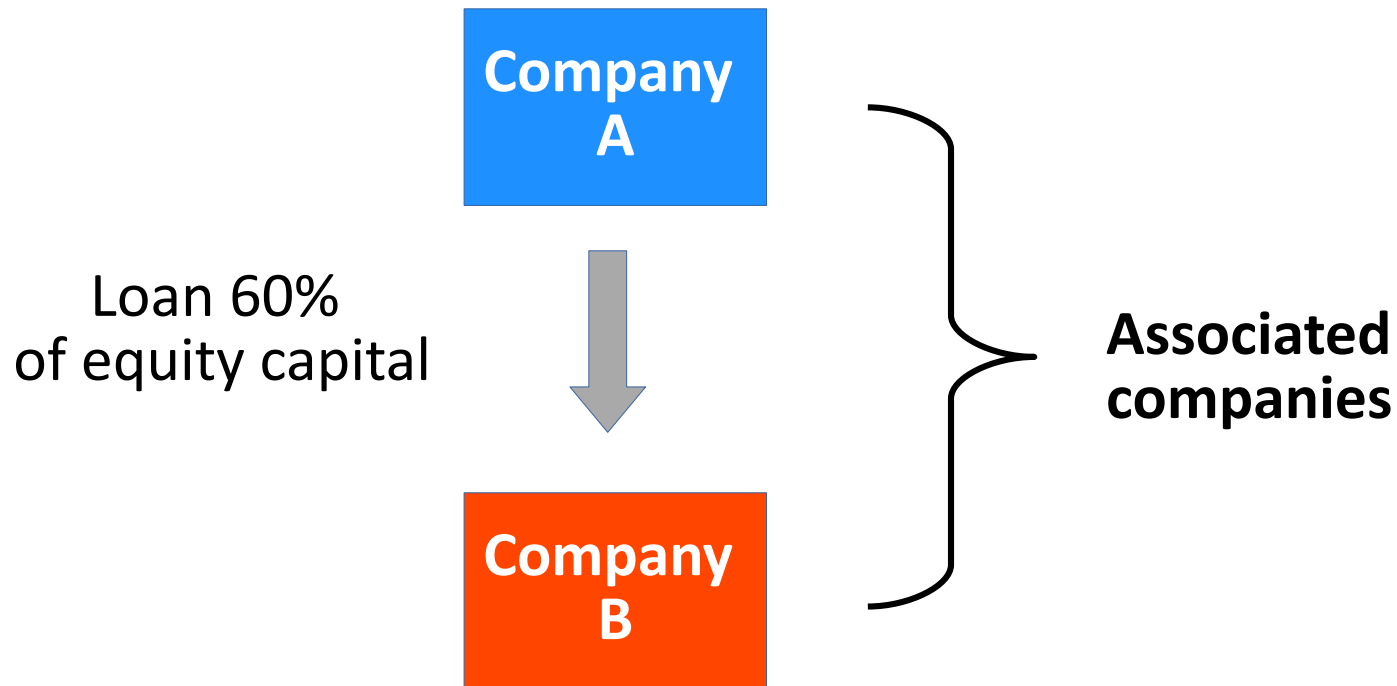 Company
A
Loan 60%
of equity capital
Associated
companies
Company
B